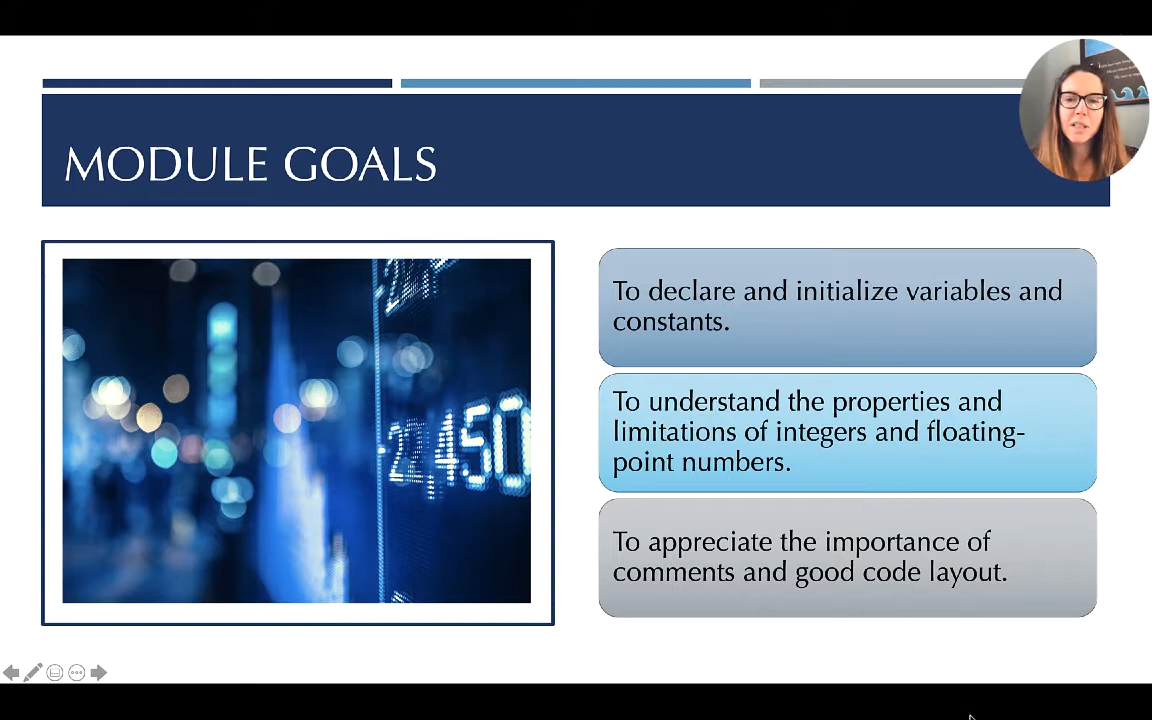 MODULE GOALS
To declare and initialize variables and
constants.
To understand the properties and
limitations of integers and floating-
point numbers.
To appreciate the importance of
comments and good code layout.